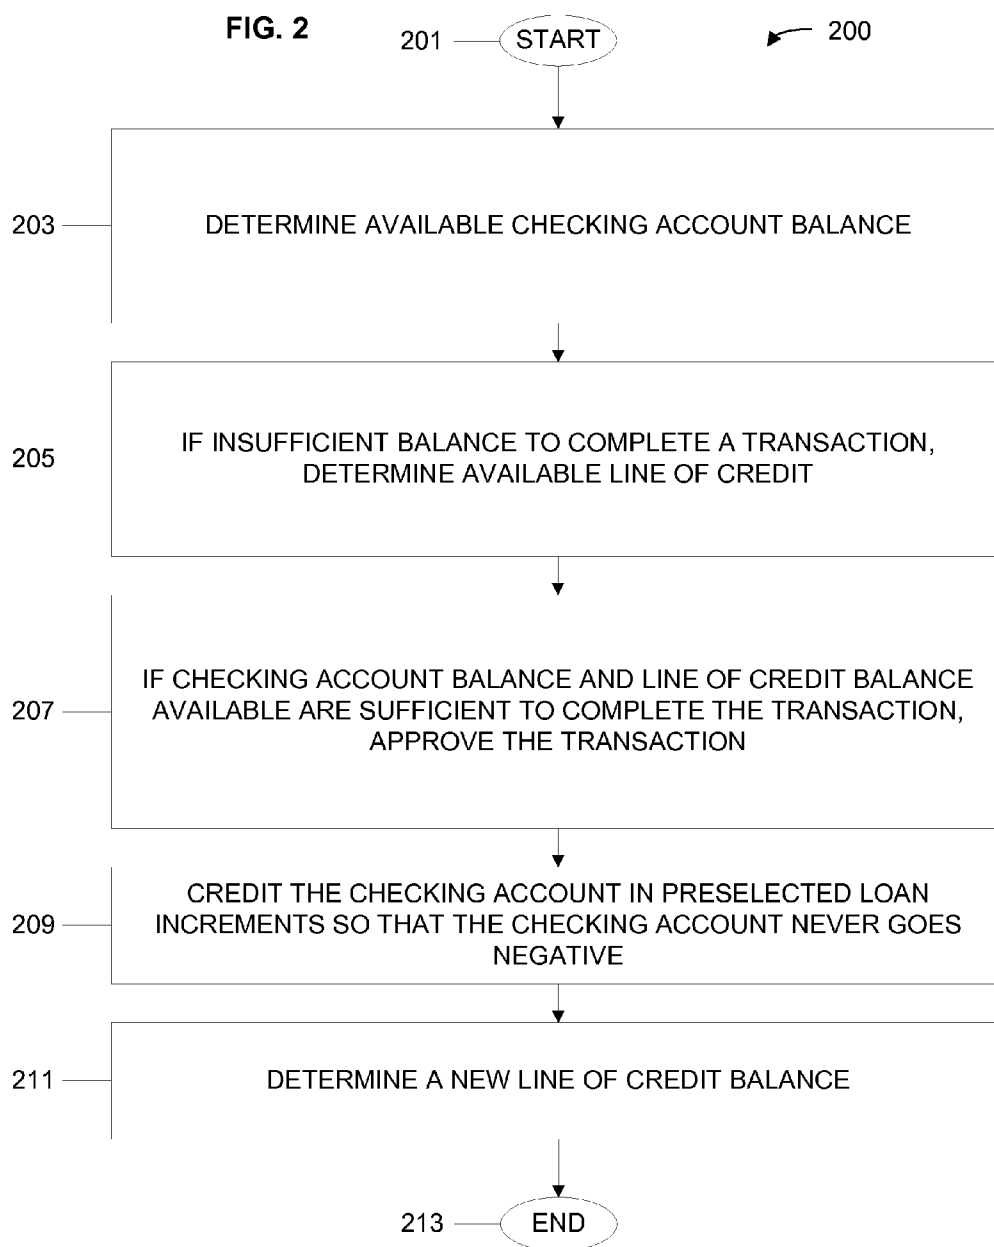 FIG. 2
201
START
200
203
DETERMINE AVAILABLE CHECKING ACCOUNT BALANCE
205
IF INSUFFICIENT BALANCE TO COMPLETE A TRANSACTION,
DETERMINE AVAILABLE LINE OF CREDIT
207
IF CHECKING ACCOUNT BALANCE AND LINE OF CREDIT BALANCE
AVAILABLE ARE SUFFICIENT TO COMPLETE THE TRANSACTION,
APPROVE THE TRANSACTION
209
CREDIT THE CHECKING ACCOUNT IN PRESELECTED LOAN
INCREMENTS SO THAT THE CHECKING ACCOUNT NEVER GOES
NEGATIVE
211
DETERMINE A NEW LINE OF CREDIT BALANCE
213
END